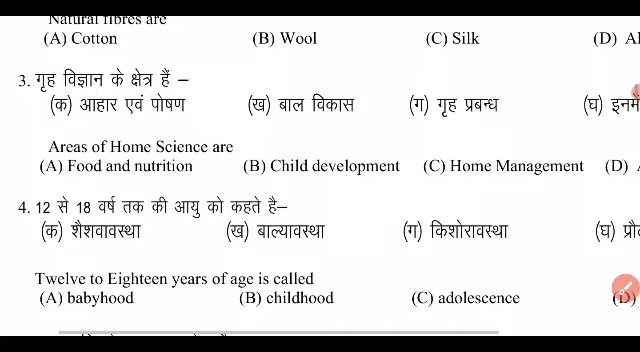 Natural fibres are
(A) Cotton (B) Wool (C) Silk (D)
3. गृह विज्ञान के क्षेत्र हैं –
(क) आहार एवं पोषण (ख) बाल विकास (ग) गृह प्रबन्ध (घ) इनमें
Areas of Home Science are
(A) Food and nutrition (B) Child development (C) Home Management (D)
4. 12 से 18 वर्ष तक की आयु को कहते है–
(क) शैशवावस्था (ख) बाल्यावस्था (ग) किशोरावस्था (घ)
Twelve to Eighteen years of age is called
(A) babyhood (B) childhood (C) adolescence (D)